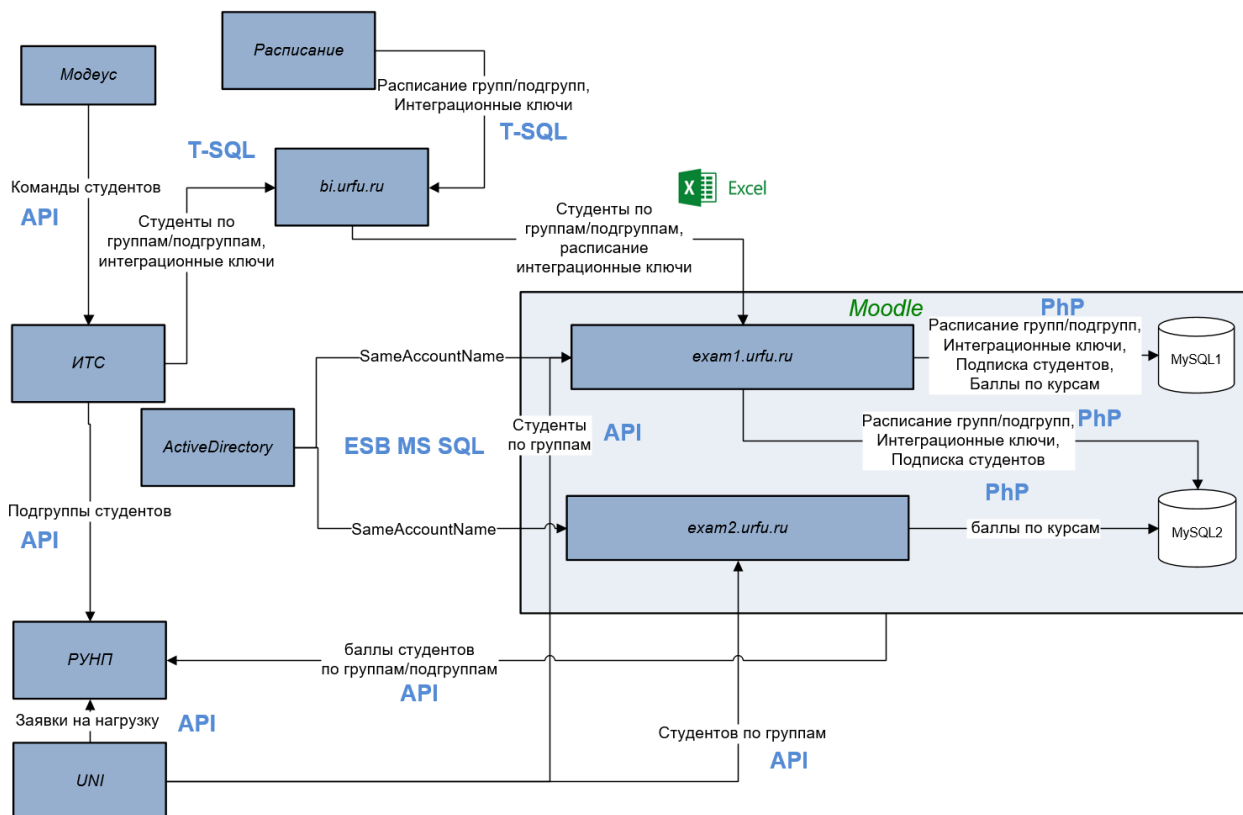 Расписание
Модеус
Расписание групп/подгрупп,
Интеграционные ключи
T-SQL
T-SQL
bi.urfu.ru
Команды студентов
API
Excel
Студенты по
группам/подгруппам,
интеграционные ключи
Студенты по
группам/подгруппам,
расписание
интеграционные ключи
Moodle
PhP
ИТС
SameAccountName
exam1.urfu.ru
Расписание групп/подгрупп,
Интеграционные ключи,
Подписка студентов,
Баллы по курсам
MySQL1
ActiveDirectory
ESB MS SQL
Студенты
по группам
API
Расписание групп/подгрупп,
Интеграционные ключи,
Подписка студентов
PhP
PhP
Подгруппы студентов
API
SameAccountName
exam2.urfu.ru
баллы по курсам
MySQL2
РУНП
баллы студентов
по группам/подгруппам
API
Заявки на нагрузку
API
Студентов по группам
API
UNI